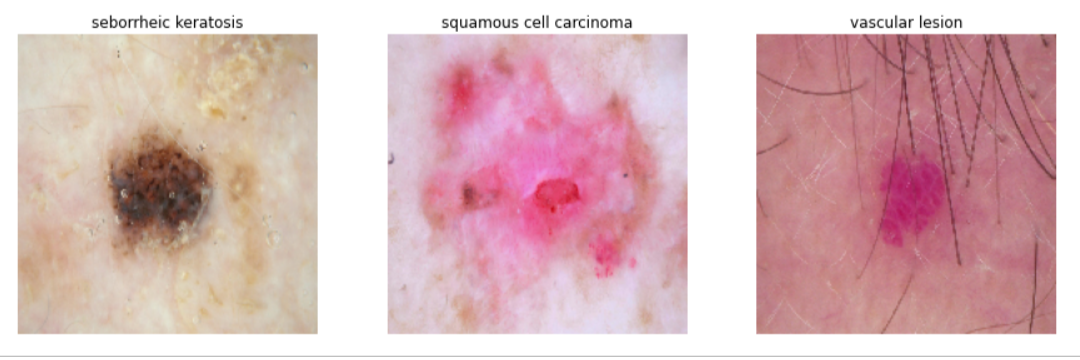 seborrheic keratosis
squamous cell carcinoma
vascular lesion